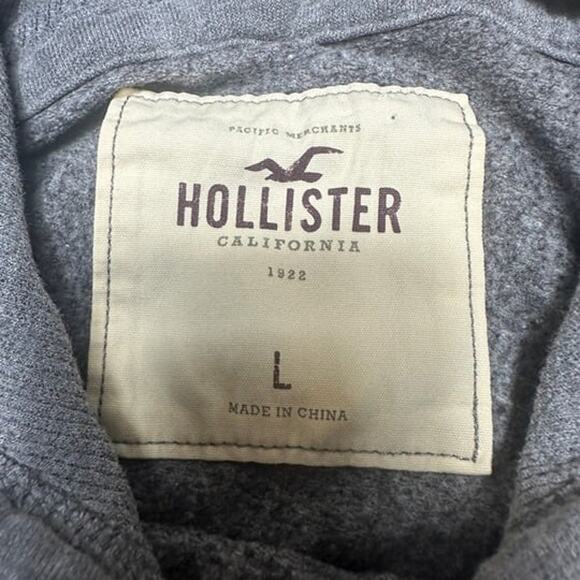 PACIFIC MERCHANTS
HOLLISTER
CALIFORNIA
1922
L
MADE IN CHINA